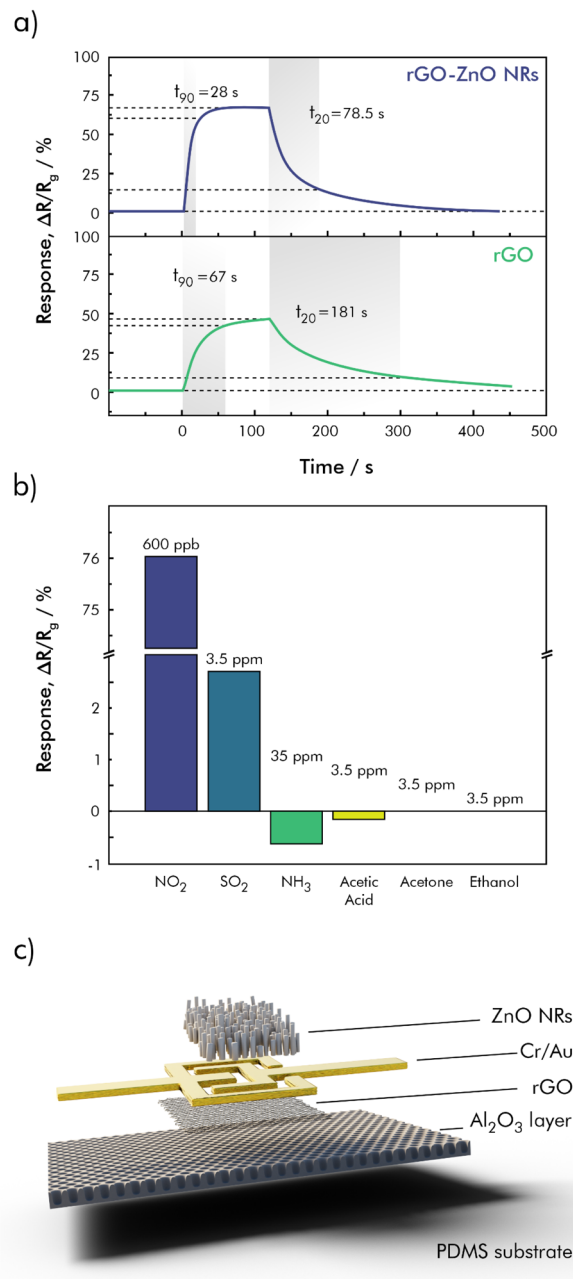 a)
100
rGO-ZnO NRs
t90 =28 s
75
t20 =78.5 s
50
25
0
Response, ΔR/Rg / %
100
rGO
t90 =67 s
75
t20 =181 s
50
25
0
0 100 200 300 400 500
Time / s
b)
600 ppb
76
75
Response, ΔR/Rg / %
3.5 ppm
2
35 ppm
1
3.5 ppm
3.5 ppm
3.5 ppm
0
-1
NO2 SO2 NH3 Acetic Acetone Ethanol
Acid
c)
ZnO NRs
Cr/Au
rGO
Al2O3 layer
PDMS substrate